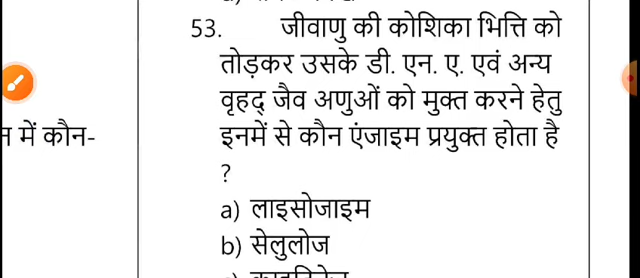 53. जीवाणु की कोशिका भित्ति को
तोड़कर उसके डी. एन. ए. एवं अन्य
वृहद् जैव अणुओं को मुक्त करने हेतु
न में कौन-
इनमें से कौन एंजाइम प्रयुक्त होता है
?
a) लाइसोजाइम
b) सेलुलोज